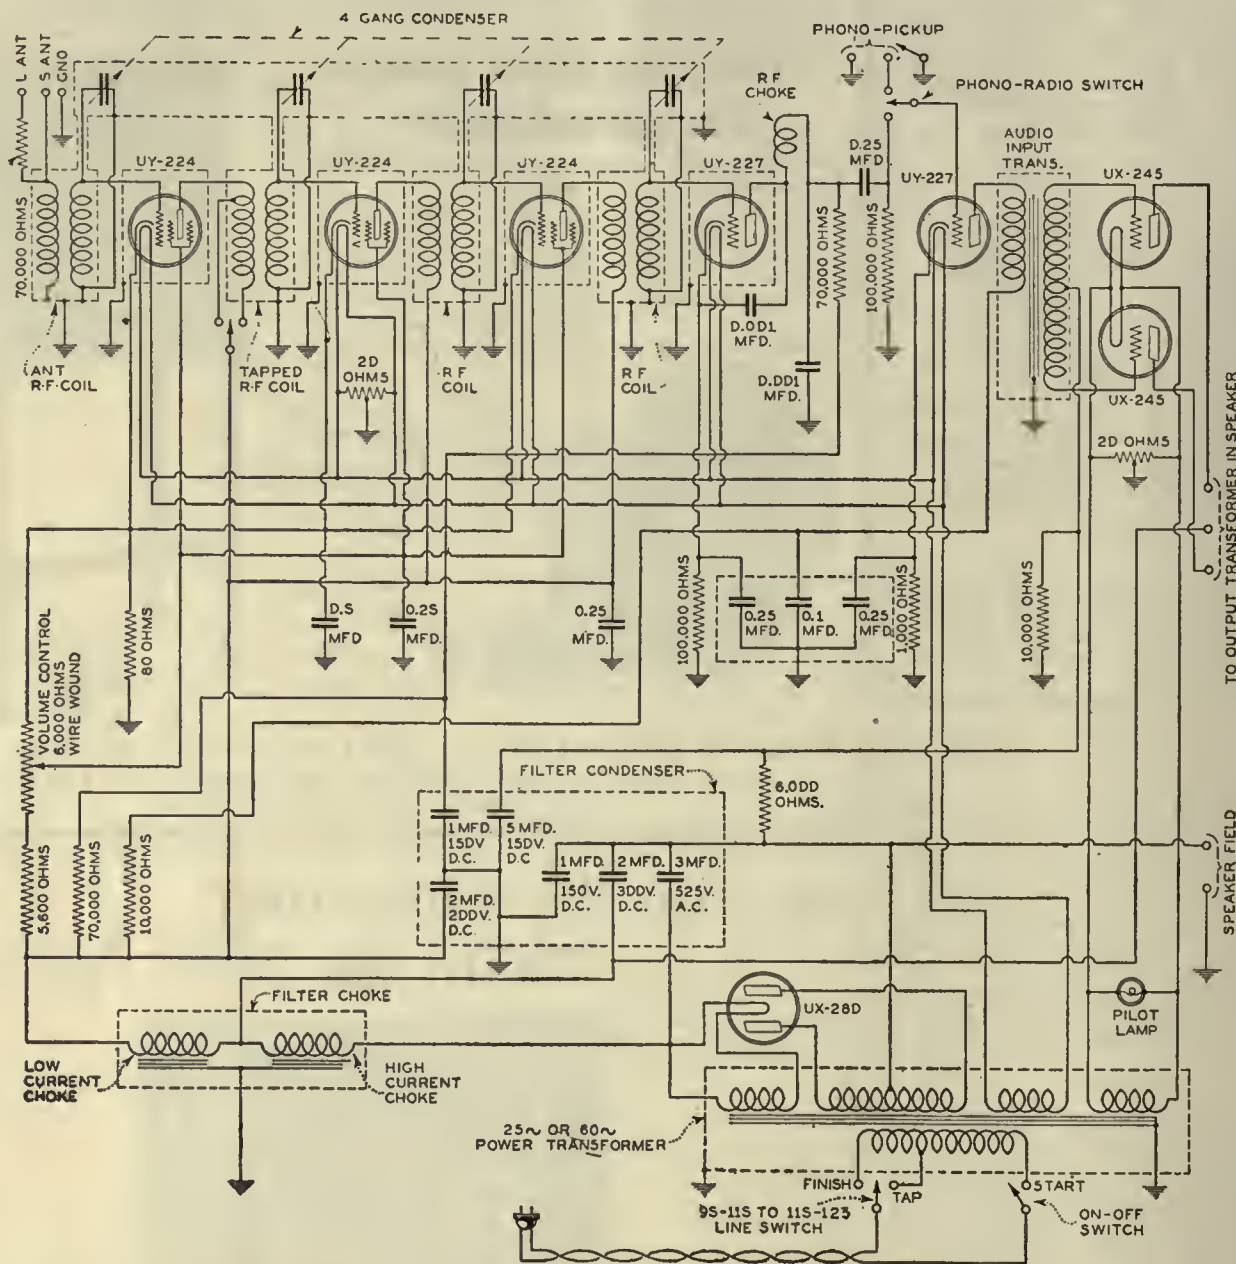 4 GANG CONDENSER
L ANT
S ANT
GND
PHONO-PICKUP
RF
CHOKE
PHONO-RADIO SWITCH
AUDIO
INPUT
TRANS.
D.25
MFD.
UY-224
UY-224
UY-224
UY-227
UY-227
UX-245
70,000 OHMS
70,000 OHMS
100,000 OHMS
D.0D1
MFD.
D.DD1
MFD.
ANT
R.F.COIL
TAPPED
R.F COIL
2D
OHMS
R F
COIL
R F
COIL
UX-245
2D OHMS
TO OUTPUT TRANSFORMER IN SPEAKER
80 OHMS
D.S
MFD
0.2S
MFD.
0.25
MFD.
100,000 OHMS
0.25
MFD.
0.1
MFD.
0.25
MFD.
1,000 OHMS
10,000 OHMS
VOLUME CONTROL
6,000 OHMS
WIRE WOUND
FILTER CONDENSER
6,0DD
OHMS.
5,600 OHMS
70,000 OHMS
10,000 OHMS
1 MFD.
15DV
D.C.
5 MFD.
15DV.
D.C
2 MFD.
2DDV.
D.C.
1 MFD.
150V.
D.C.
2 MFD.
3DDV.
D.C.
3 MFD.
525V.
A.C.
SPEAKER FIELD
FILTER CHOKE
UX-28D
PILOT
LAMP
LOW
CURRENT
CHOKE
HIGH
CURRENT
CHOKE
25~ OR 60~
POWER TRANSFORMER
FINISH
TAP
START
9S-11S TO 11S-125
LINE SWITCH
ON-OFF
SWITCH